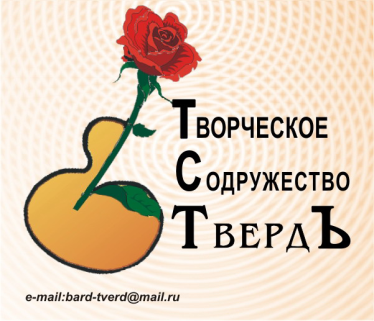 Творческое
Содружество
ТвердЪ
e-mail:bard-tverd@mail.ru